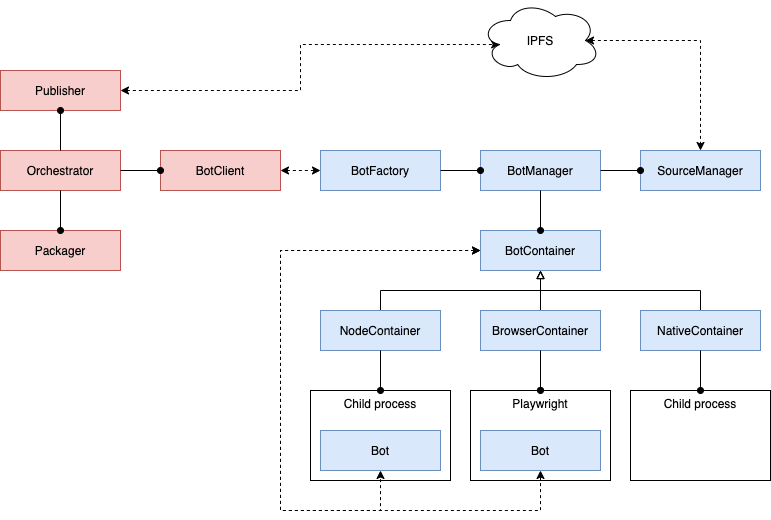 IPFS
Publisher
Orchestrator
BotClient
BotFactory
BotManager
SourceManager
Packager
BotContainer
NodeContainer
BrowserContainer
NativeContainer
Child process
Playwright
Child process
Bot
Bot